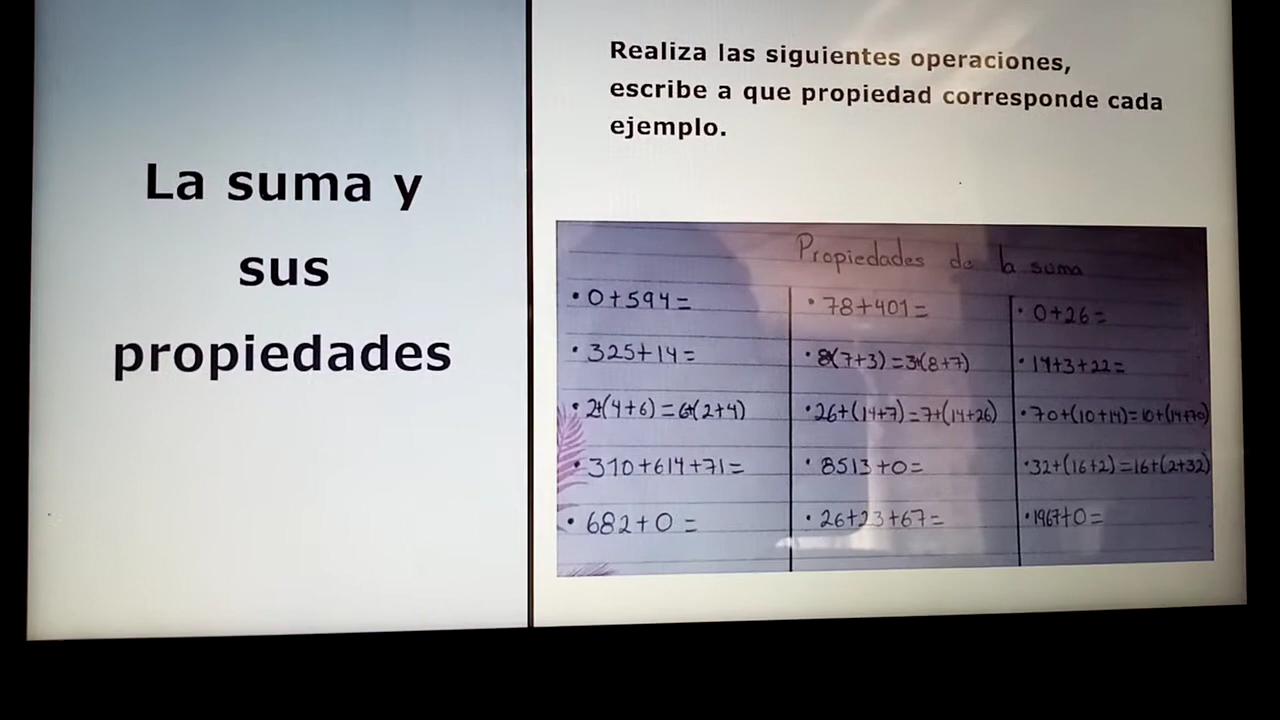 La suma y
sus
propiedades
Realiza las siguientes operaciones,
escribe a que propiedad corresponde cada
ejemplo.
Propiedades de la suma
• 0+594=
• 325+14=
• 2+(4+6)=6+(2+4)
• 310+614+71=
• 682+0=
• 78+401=
• 8(7+3)=3+(8+7)
• 26+(14+7)=7+(14+26)
• 8513+0=
• 26+23+67=
• 0+26=
• 14+3+22=
• 70+(10+14)=10+(14+70)
• 32+(16+2)=16+(2+32)
• 1967+0=